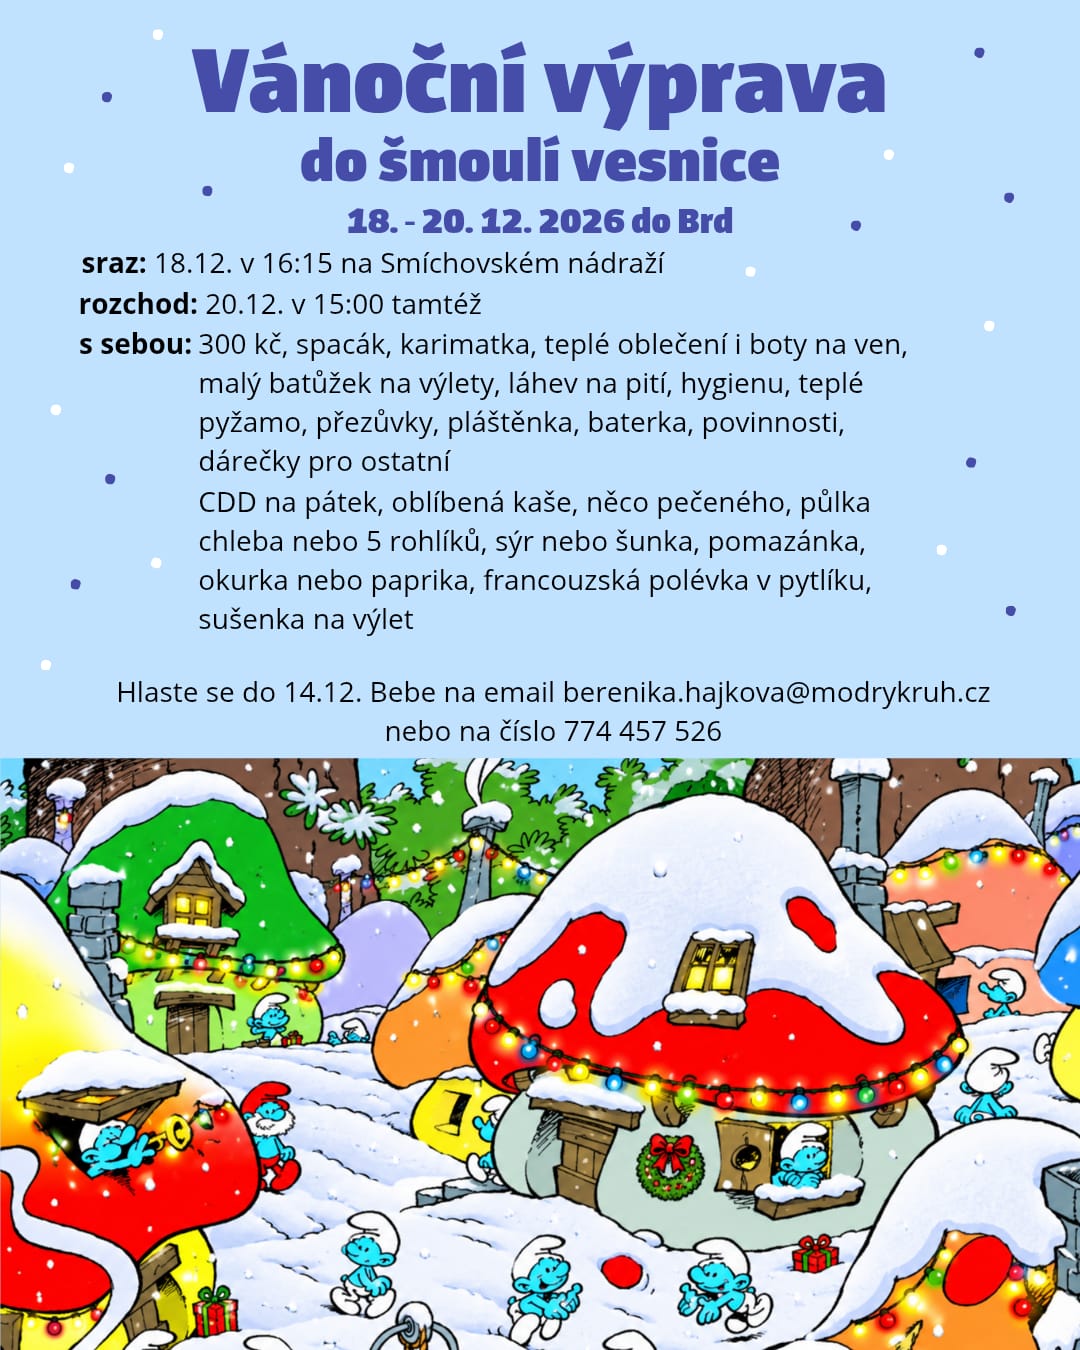 Vánoční výprava
do šmoulí vesnice
18. - 20. 12. 2026 do Brd
sraz: 18.12. v 16:15 na Smíchovském nádraží
rozchod: 20.12. v 15:00 tamtéž
s sebou: 300 kč, spacák, karimatka, teplé oblečení i boty na ven,
malý batůžek na výlety, láhev na pití, hygienu, teplé
pyžamo, přezůvky, pláštěnka, baterka, povinnosti,
dárečky pro ostatní
CDD na pátek, oblíbená kaše, něco pečeného, půlka
chleba nebo 5 rohlíků, sýr nebo šunka, pomazánka,
okurka nebo paprika, francouzská polévka v pytlíku,
sušenka na výlet
Hlaste se do 14.12. Bebe na email berenika.hajkova@modrykruh.cz
nebo na číslo 774 457 526